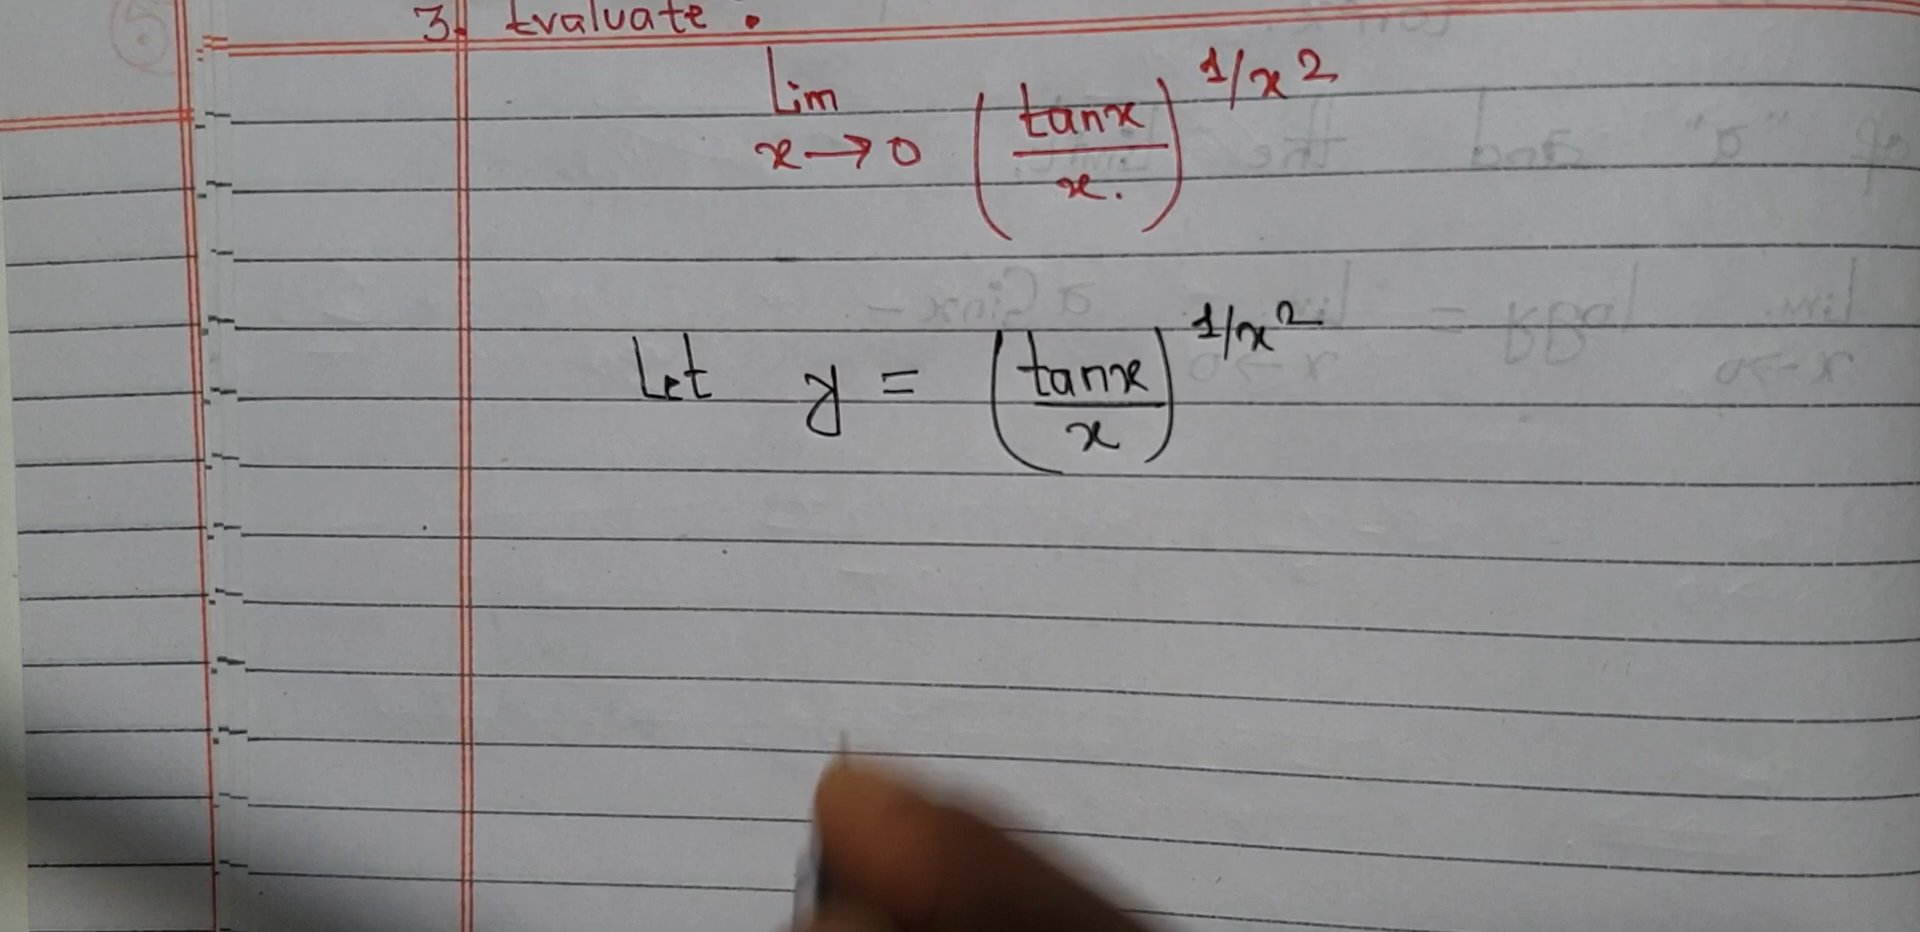 3. Evaluate.
Lim x→0 (tanx/x.)^1/x2
Let y = (tanx/x)^1/x2